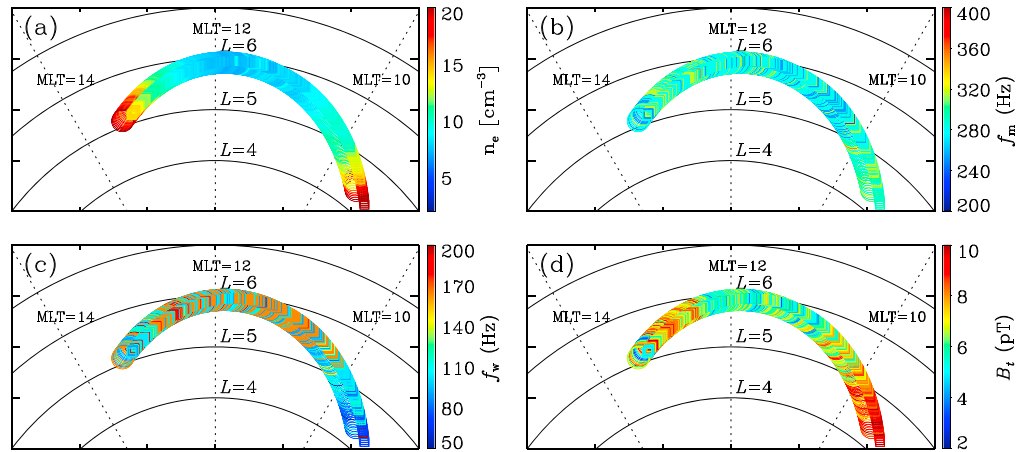 (a)
MLT=12
L=6
MLT=14
MLT=10
L=5
L=4
20
15
10
5
nₑ [cm⁻³]
(b)
MLT=12
L=6
MLT=14
MLT=10
L=5
L=4
400
360
320
280
240
200
fₘ (Hz)
(c)
MLT=12
L=6
MLT=14
MLT=10
L=5
L=4
200
170
140
110
80
50
f_w (Hz)
(d)
MLT=12
L=6
MLT=14
MLT=10
L=5
L=4
10
8
6
4
2
Bₜ (pT)